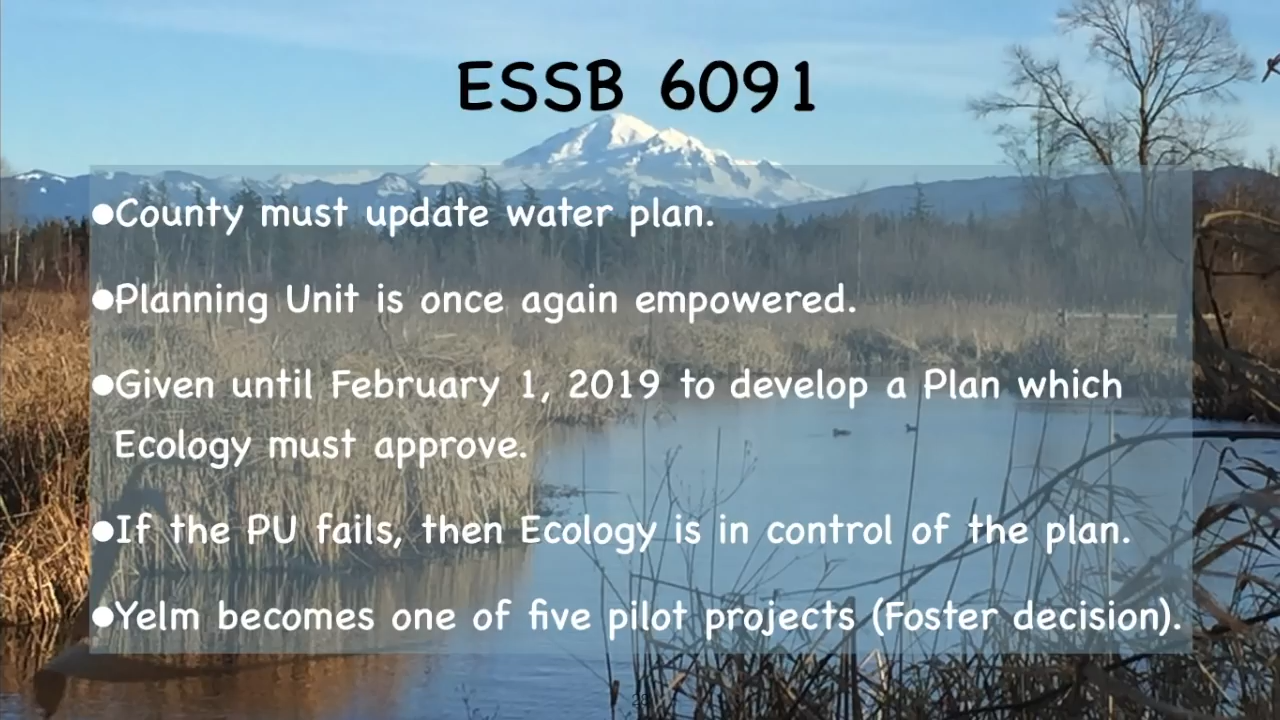 ESSB 6091
●County must update water plan.
●Planning Unit is once again empowered.
●Given until February 1, 2019 to develop a Plan which
Ecology must approve.
●If the PU fails, then Ecology is in control of the plan.
●Yelm becomes one of five pilot projects (Foster decision).